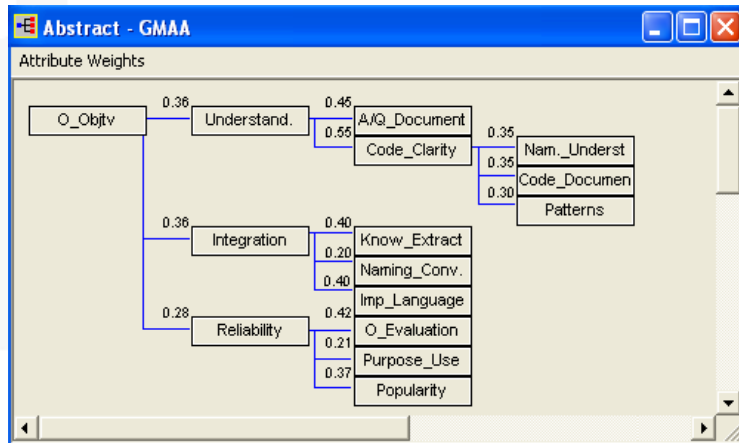 Abstract - GMAA
Attribute Weights
O_Objtv
0.36
Understand.
0.45
A/Q_Document
0.55
Code_Clarity
0.35
Nam._Underst
0.35
Code_Documen
0.30
Patterns
0.36
Integration
0.40
Know_Extract
0.20
Naming_Conv.
0.40
Imp_Language
0.28
Reliability
0.42
O_Evaluation
0.21
Purpose_Use
0.37
Popularity